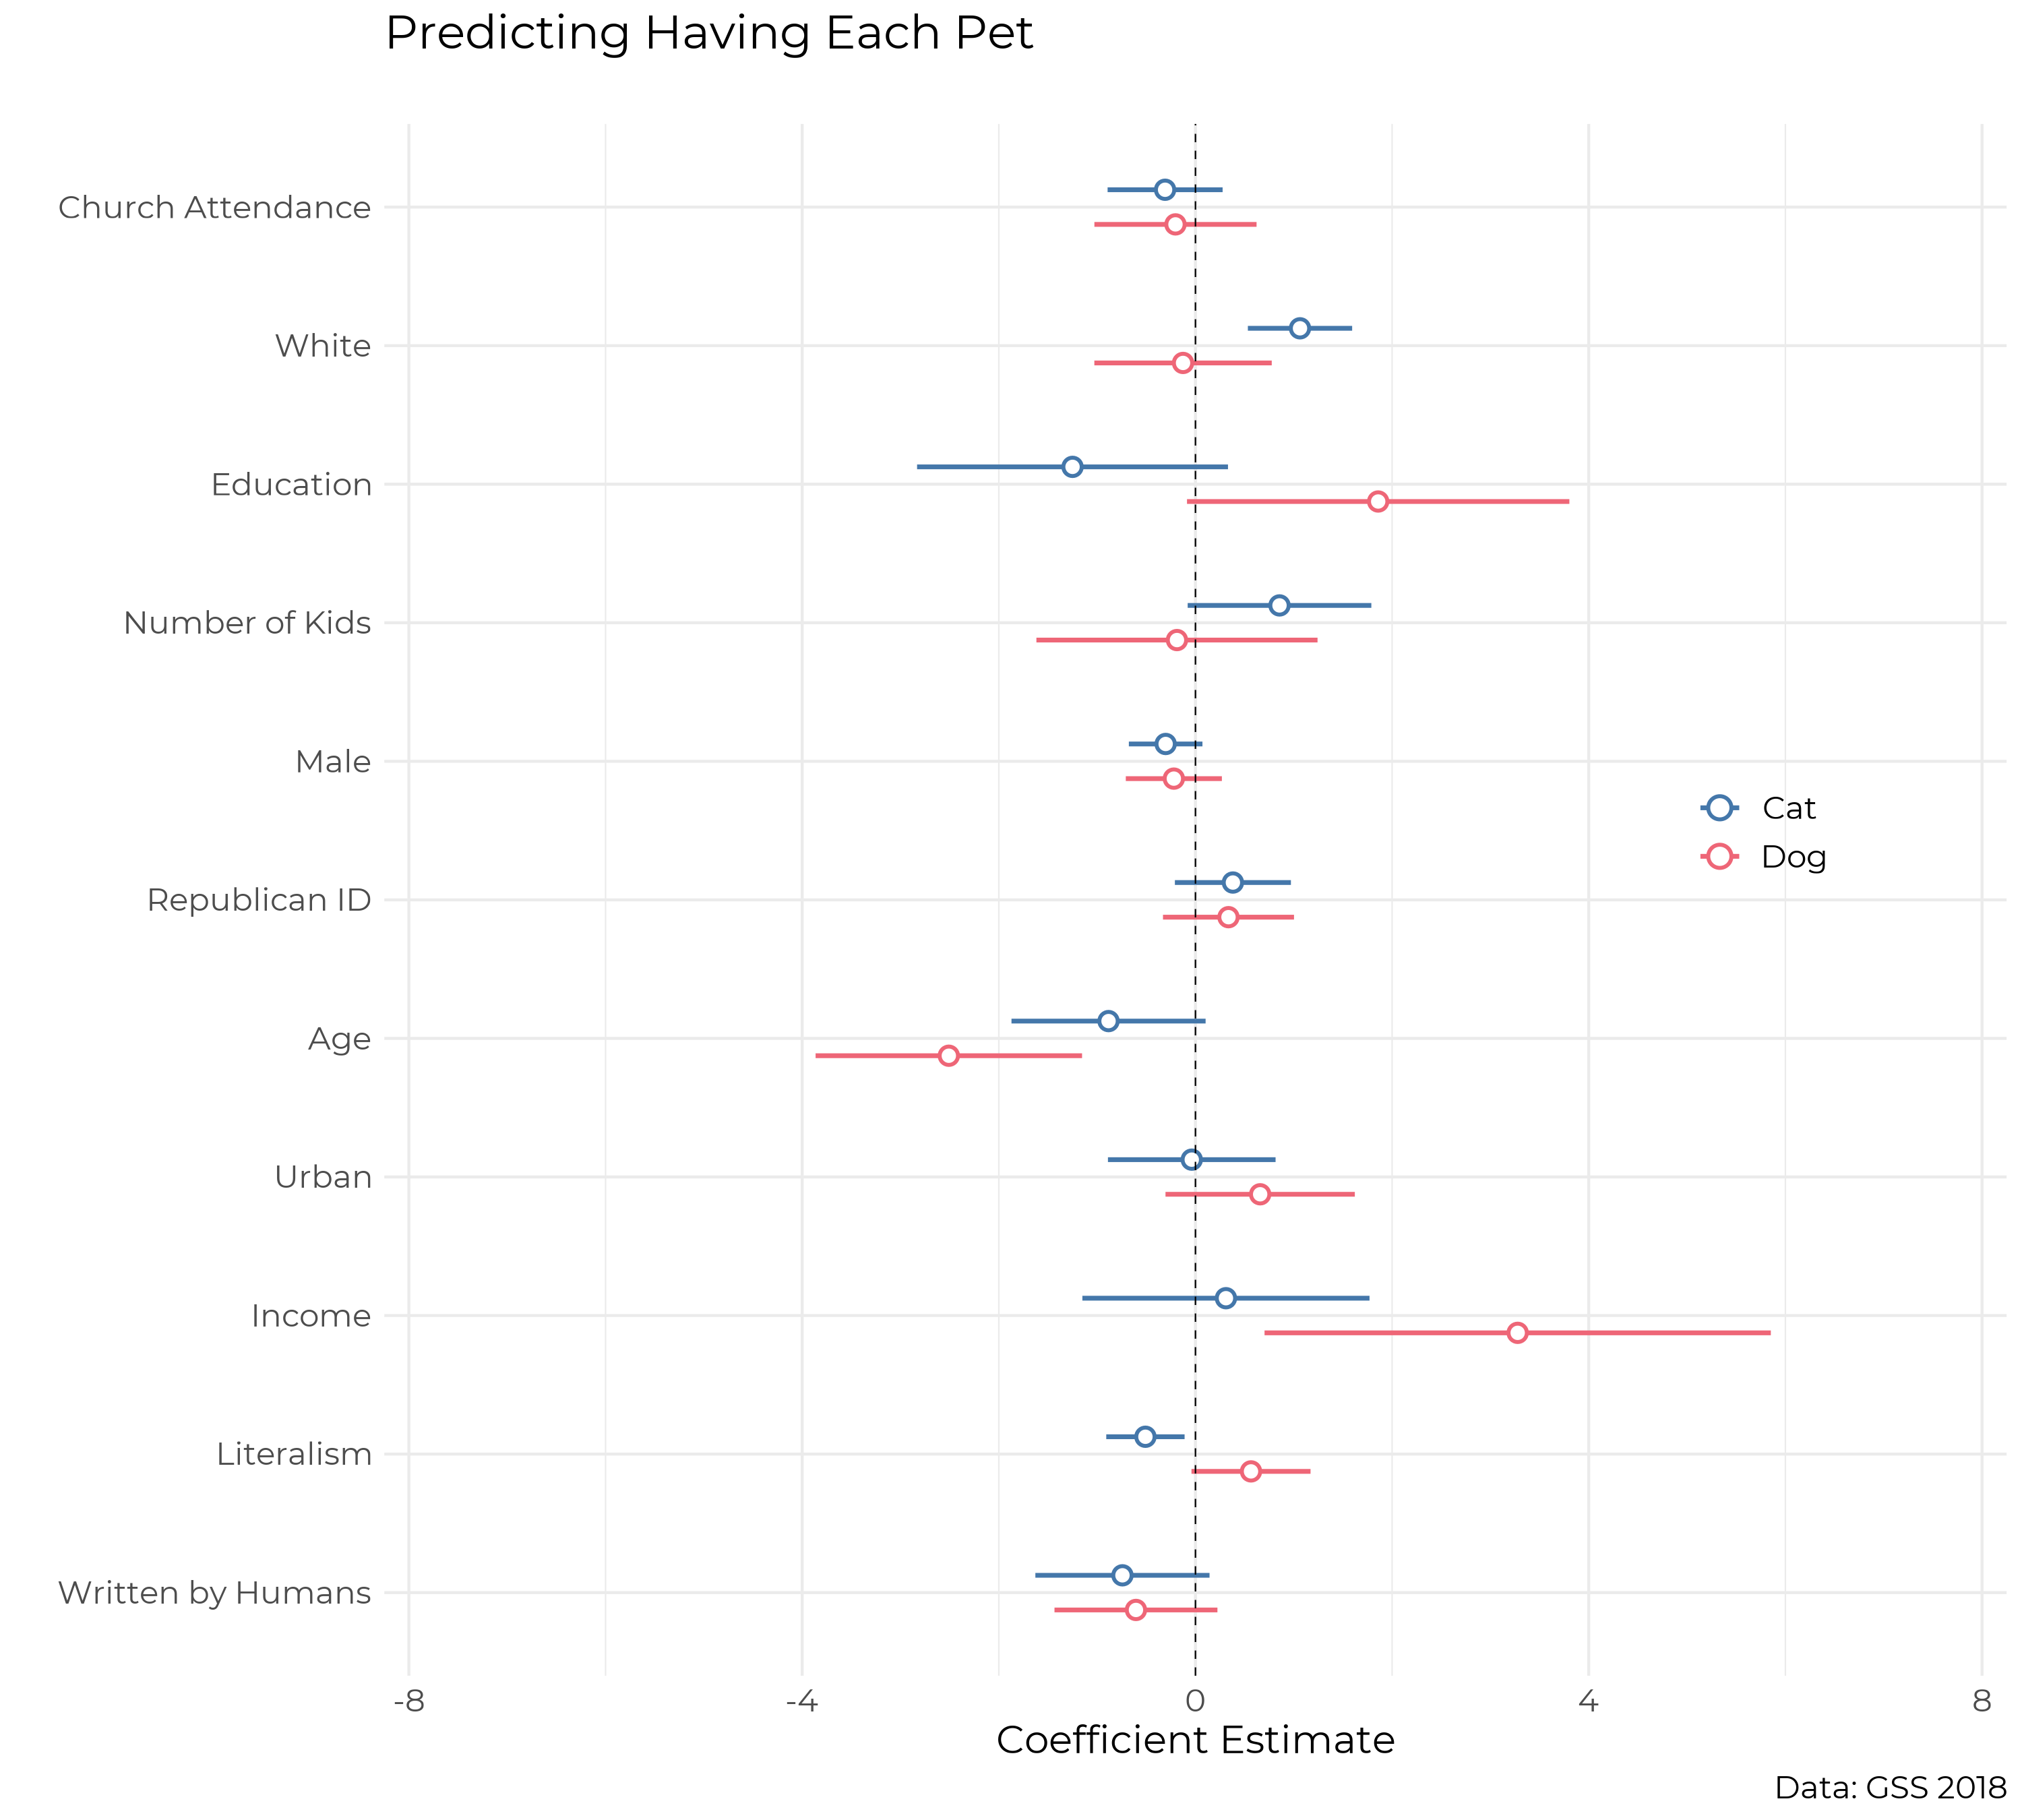 Predicting Having Each Pet
Church Attendance
White
Education
Number of Kids
Male
Cat
Dog
Republican ID
Age
Urban
Income
Literalism
Written by Humans
-8 -4 0 4 8
Coefficient Estimate
Data: GSS 2018